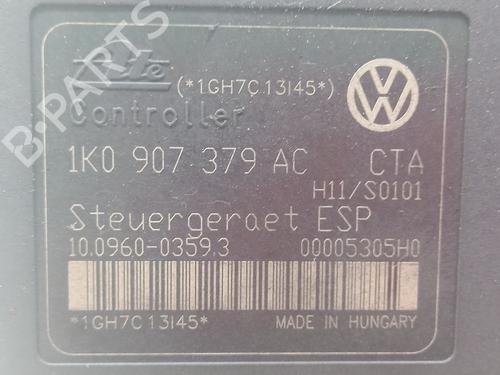 Ate
(*1GH7C13I45*)
Controller
1K0 907 379 AC CTA
H11/S0101
Steuergeraet ESP
10.0960-0359.3 00005305H0
*1GH7C13I45* MADE IN HUNGARY
B-PARTS